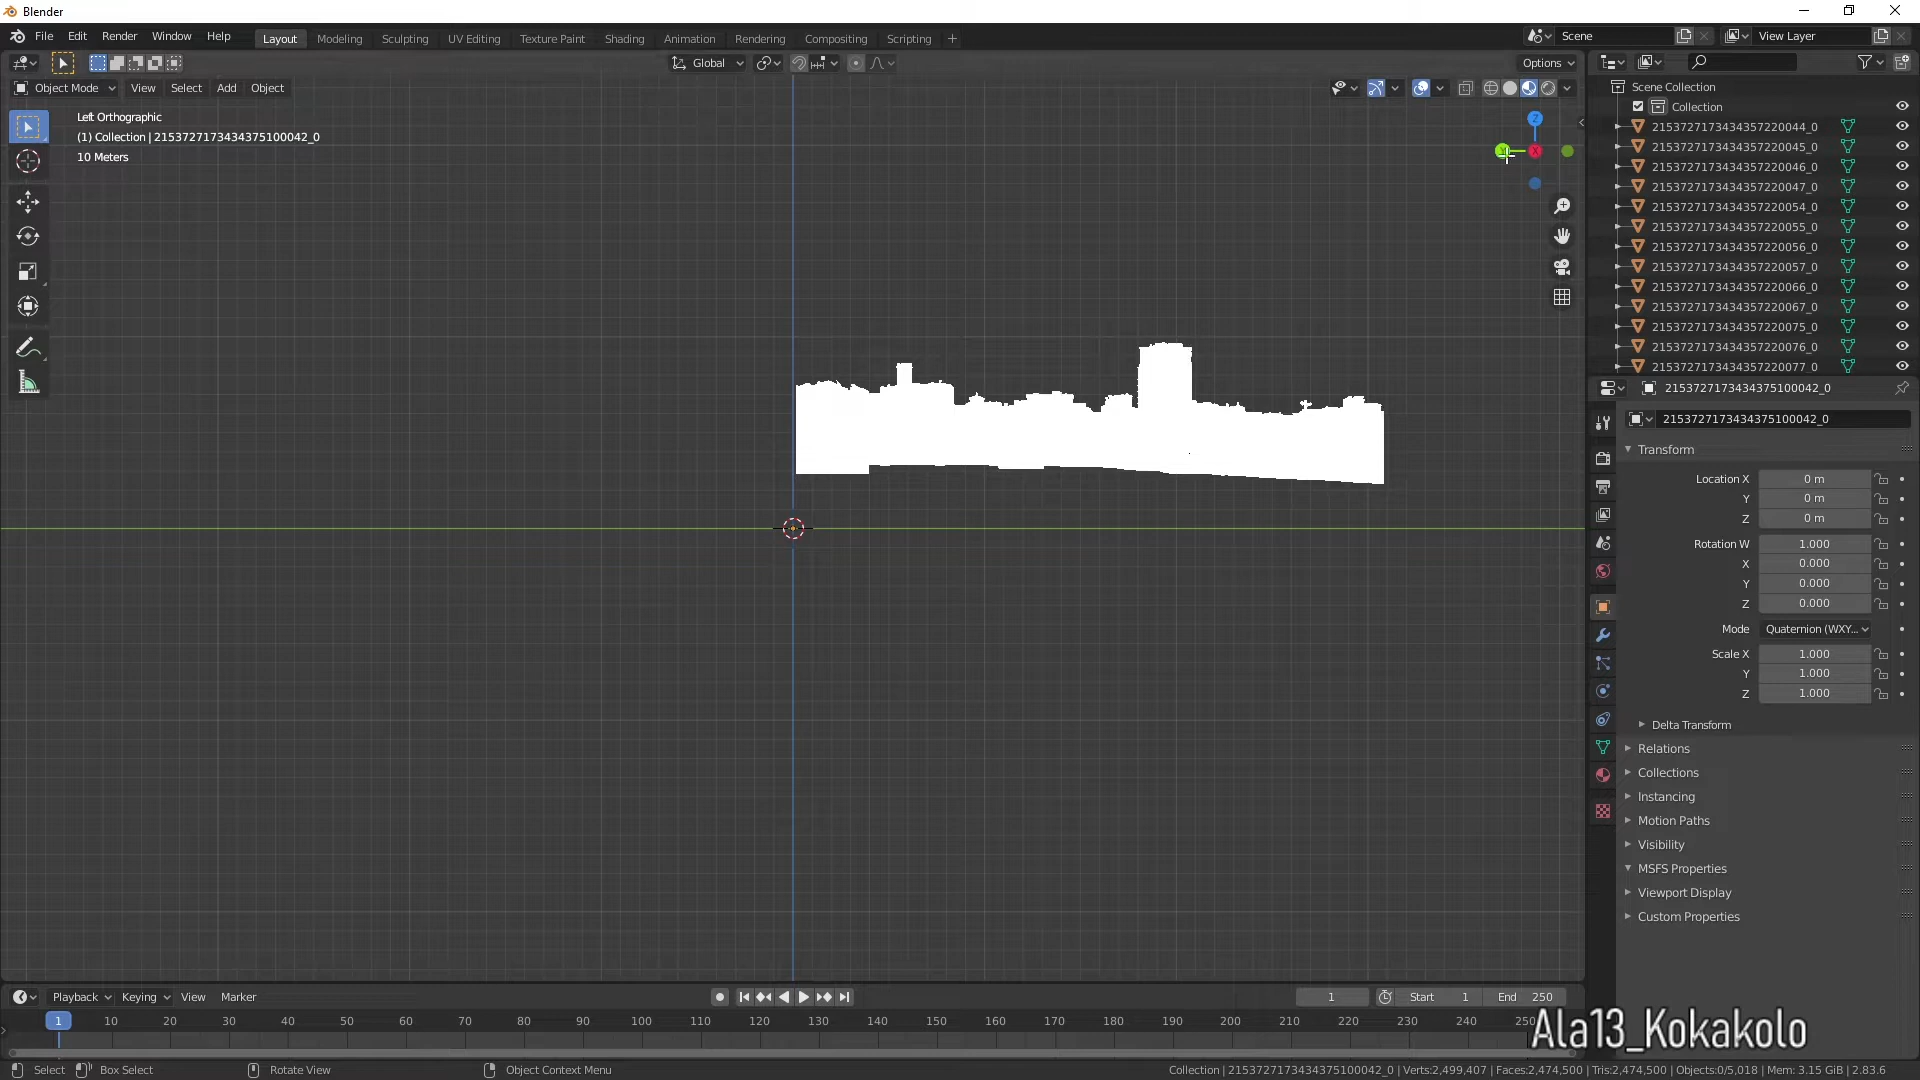 Blender
File Edit Render Window Help
Layout Modeling Sculpting UV Editing Texture Paint Shading Animation Rendering Compositing Scripting +
Scene
View Layer
Global
Options
Object Mode View Select Add Object
Left Orthographic
(1) Collection | 2153727173434375100042_0
10 Meters
Z
Y
X
Scene Collection
Collection
2153727173434357220044_0
2153727173434357220045_0
2153727173434357220046_0
2153727173434357220047_0
2153727173434357220054_0
2153727173434357220055_0
2153727173434357220056_0
2153727173434357220057_0
2153727173434357220066_0
2153727173434357220067_0
2153727173434357220075_0
2153727173434357220076_0
2153727173434357220077_0
2153727173434375100042_0
2153727173434375100042_0
Transform
Location X 0 m
Y 0 m
Z 0 m
Rotation W 1.000
X 0.000
Y 0.000
Z 0.000
Mode Quaternion (WXY...
Scale X 1.000
Y 1.000
Z 1.000
Delta Transform
Relations
Collections
Instancing
Motion Paths
Visibility
MSFS Properties
Viewport Display
Custom Properties
Playback Keying View Marker
1 Start 1 End 250
1 10 20 30 40 50 60 70 80 90 100 110 120 130 140 150 160 170 180 190 200 210 220 230 240 250
Ala13_Kokakolo
Select Box Select Rotate View Object Context Menu
Collection | 2153727173434375100042_0 | Verts:2,499,407 | Faces:2,474,500 | Tris:2,474,500 | Objects:0/5,018 | Mem: 3.15 GiB | 2.83.6